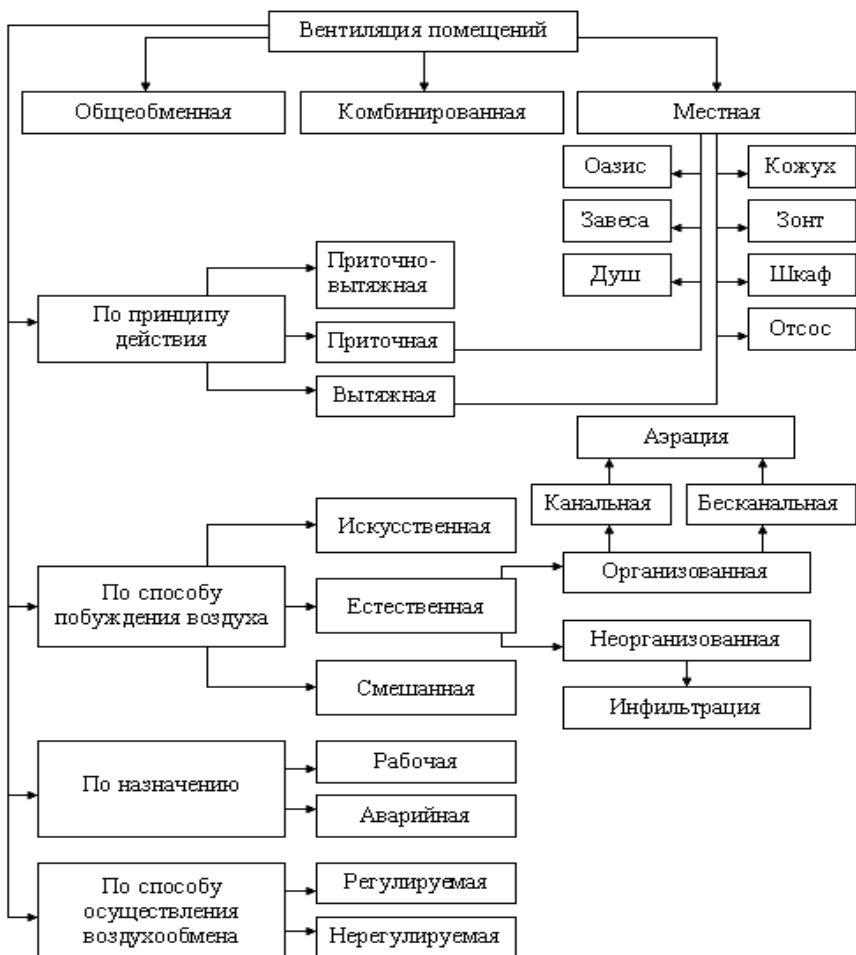 Вентиляция помещений
Общеобменная
Комбинированная
Местная
Оазис
Кожух
Завеса
Зонт
Душ
Шкаф
Отсос
По принципу
действия
Приточно-
вытяжная
Приточная
Вытяжная
Аэрация
Канальная
Бесканальная
По способу
побуждения воздуха
Искусственная
Естественная
Организованная
Неорганизованная
Инфильтрация
Смешанная
По назначению
Рабочая
Аварийная
По способу
осуществления
воздухообмена
Регулируемая
Нерегулируемая